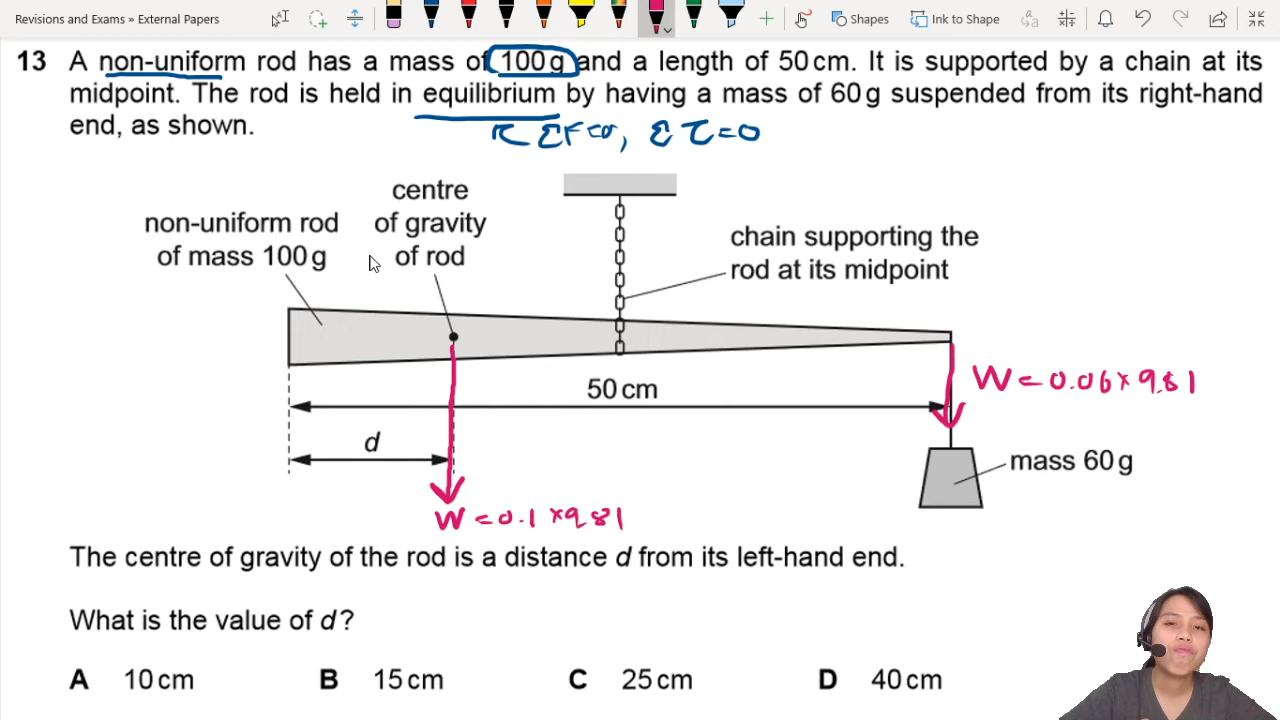 Revisions and Exams » External Papers
Shapes
Ink to Shape
13 A non-uniform rod has a mass of 100 g and a length of 50 cm. It is supported by a chain at its
midpoint. The rod is held in equilibrium by having a mass of 60 g suspended from its right-hand
end, as shown.
ΣF=0, Στ=0
centre
of gravity
of rod
non-uniform rod
of mass 100 g
chain supporting the
rod at its midpoint
50 cm
W = 0.06 × 9.81
d
mass 60 g
W = 0.1 × 9.81
The centre of gravity of the rod is a distance d from its left-hand end.
What is the value of d?
A 10 cm B 15 cm C 25 cm D 40 cm